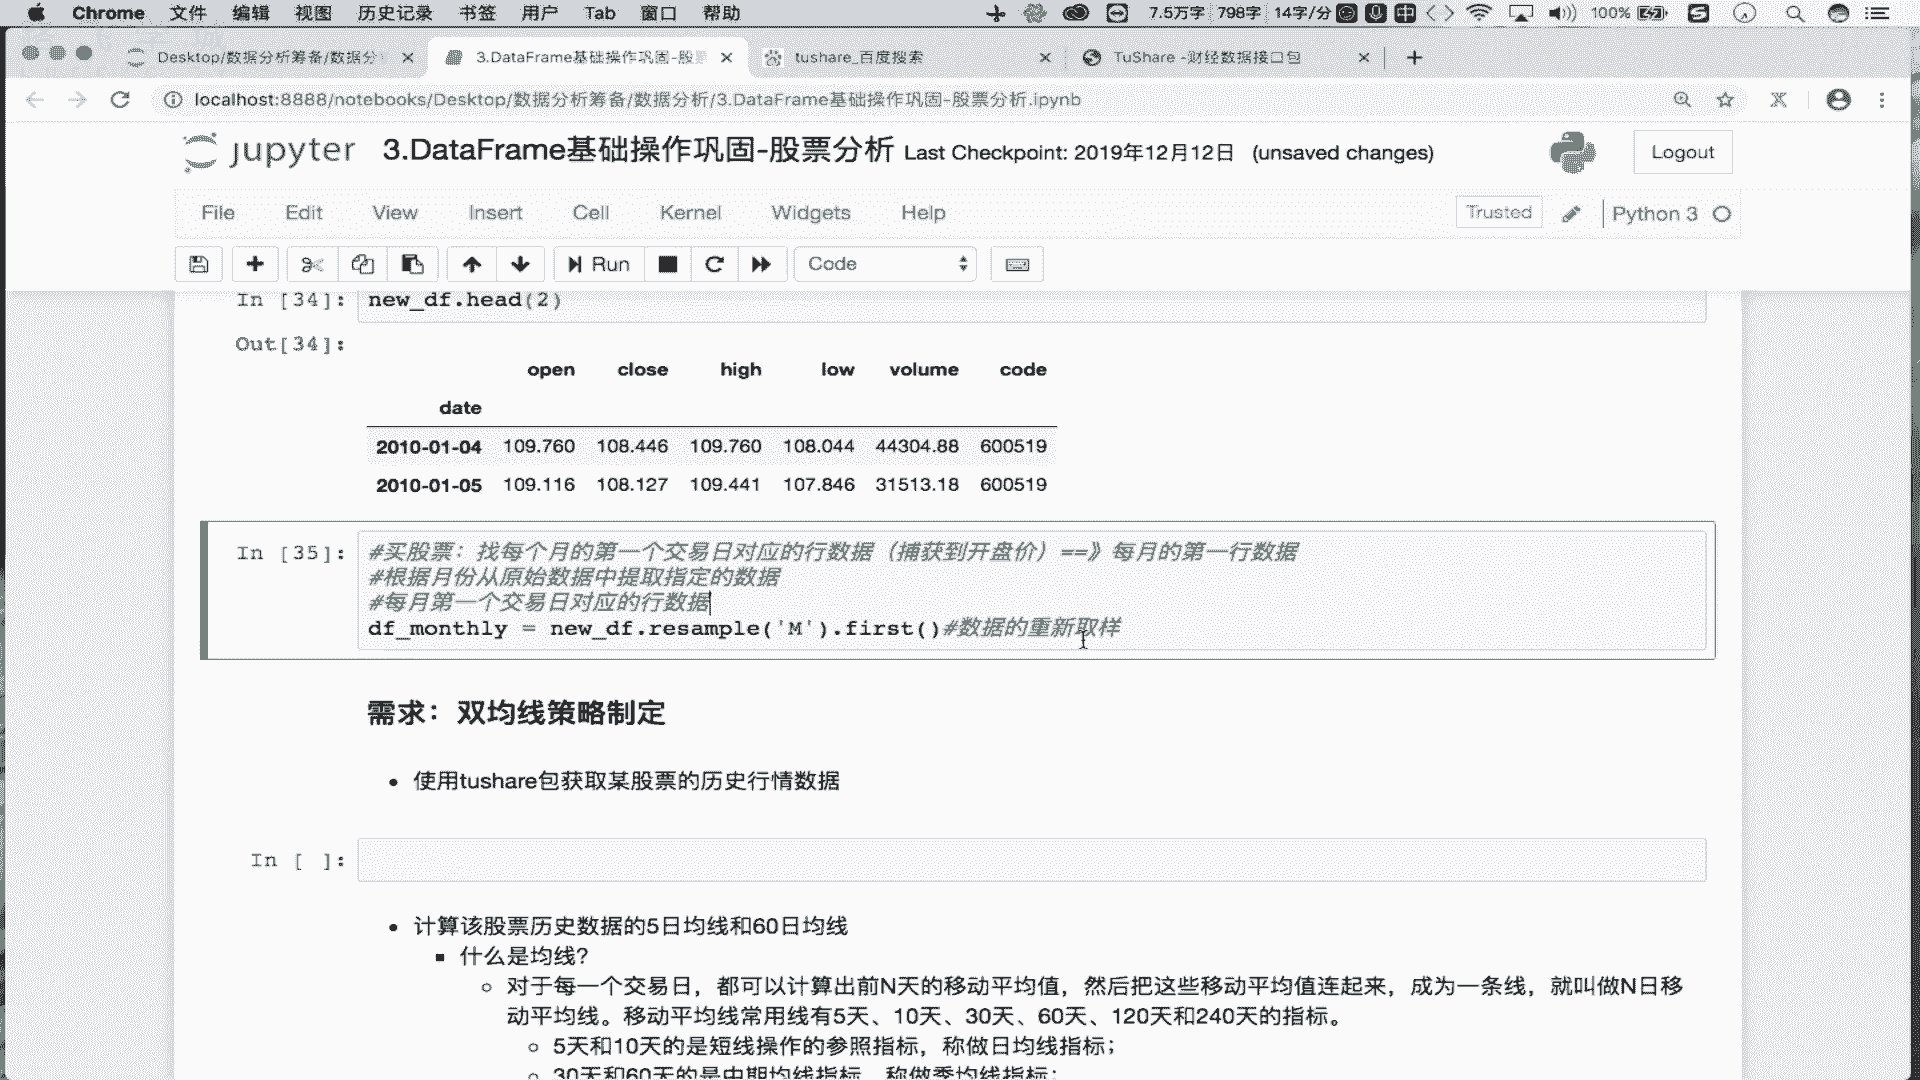 Chrome 文件 编辑 视图 历史记录 书签 用户 Tab 窗口 帮助 7.5万字 798字 14字/分 中 100%
Desktop/数据分析筹备/数据分 3.DataFrame基础操作巩固-股 tushare_百度搜索 TuShare -财经数据接口包
localhost:8888/notebooks/Desktop/数据分析筹备/数据分析/3.DataFrame基础操作巩固-股票分析.ipynb
jupyter 3.DataFrame基础操作巩固-股票分析 Last Checkpoint: 2019年12月12日 (unsaved changes) Logout
File Edit View Insert Cell Kernel Widgets Help Trusted Python 3
Run Code
In [34]: new_df.head(2)
Out[34]:
open close high low volume code
date
2010-01-04 109.760 108.446 109.760 108.044 44304.88 600519
2010-01-05 109.116 108.127 109.441 107.846 31513.18 600519
In [35]: #买股票：找每个月的第一个交易日对应的行数据（捕获到开盘价）==》每月的第一行数据
#根据月份从原始数据中提取指定的数据
#每月第一个交易日对应的行数据
df_monthly = new_df.resample('M').first()#数据的重新取样
需求：双均线策略制定
• 使用tushare包获取某股票的历史行情数据
In [ ]:
• 计算该股票历史数据的5日均线和60日均线
▪ 什么是均线?
◦ 对于每一个交易日，都可以计算出前N天的移动平均值，然后把这些移动平均值连起来，成为一条线，就叫做N日移
动平均线。移动平均线常用线有5天、10天、30天、60天、120天和240天的指标。
◦ 5天和10天的是短线操作的参照指标，称做日均线指标；
◦ 30天和60天的是中期均线指标，称做季均线指标；